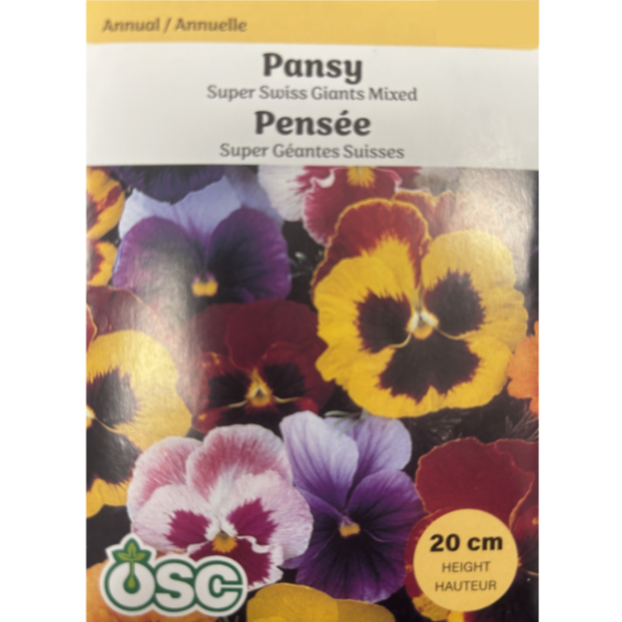 Annual / Annuelle
Pansy
Super Swiss Giants Mixed
Pensée
Super Géantes Suisses
20 cm
HEIGHT
HAUTEUR
OSC